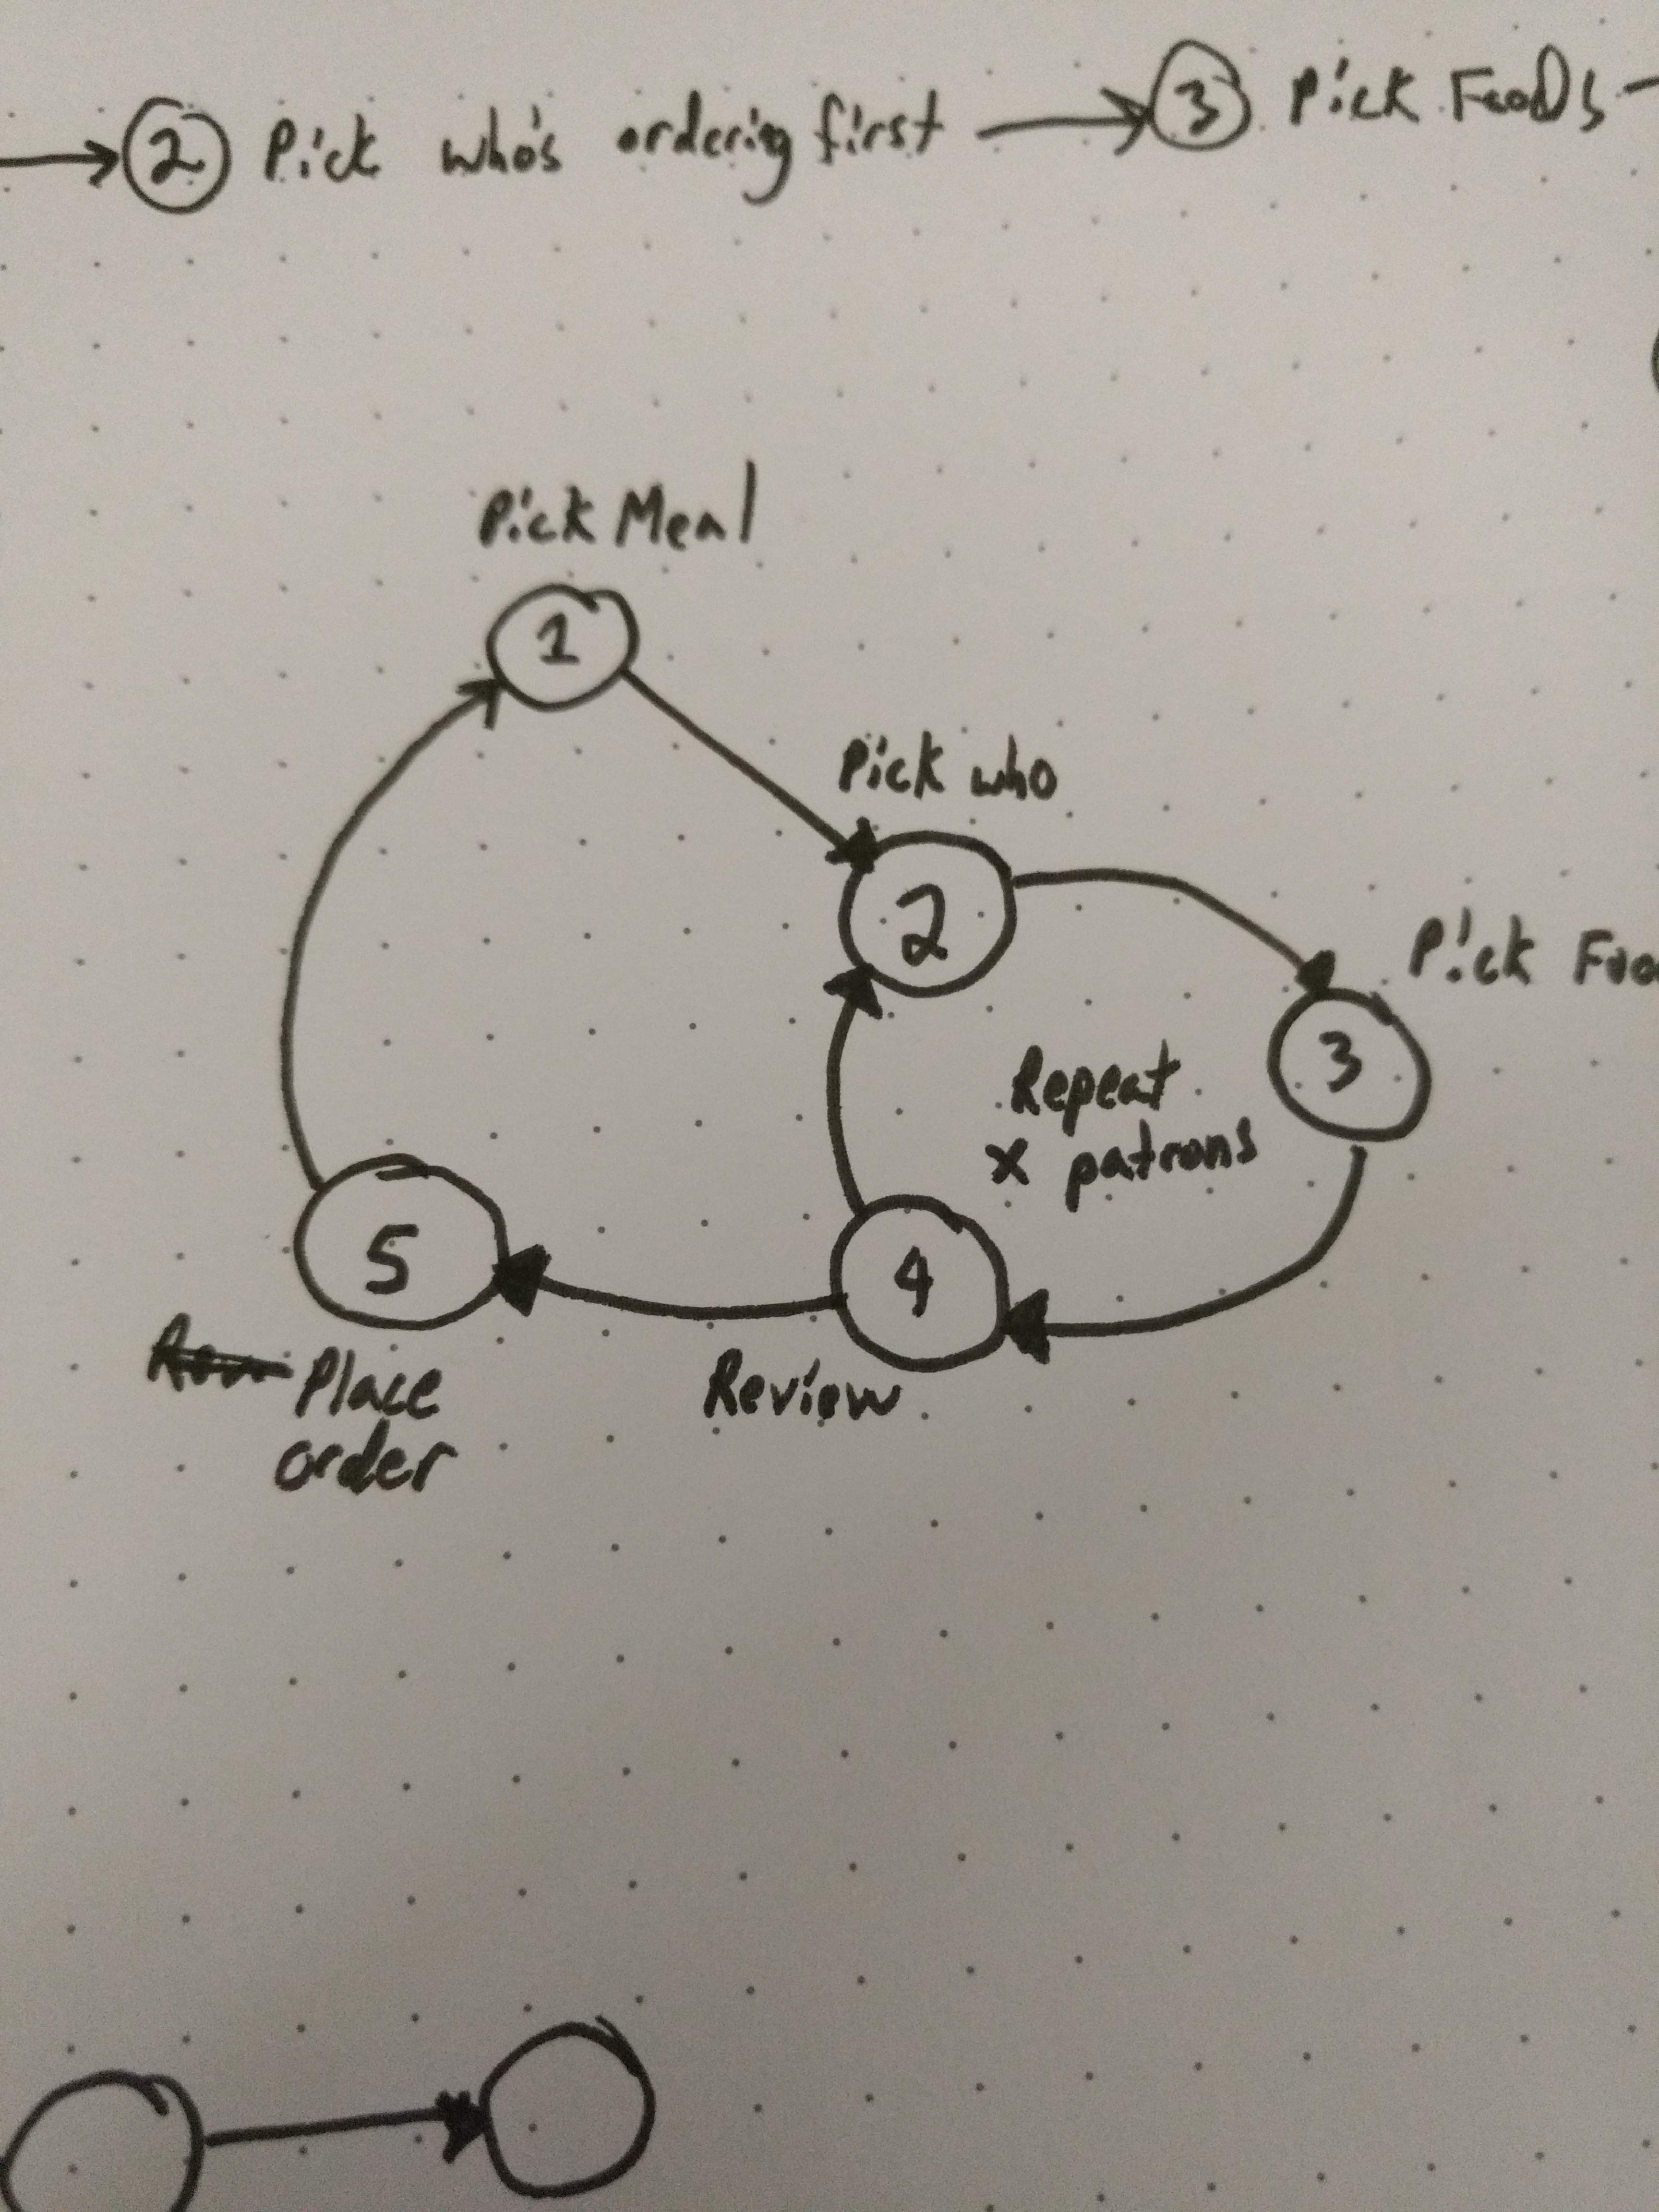 2 Pick who's ordering first 3 Pick Foods
Pick Meal
1
Pick who
2
Pick Foo
3
Repeat
x patrons
5
4
Place
order
Review